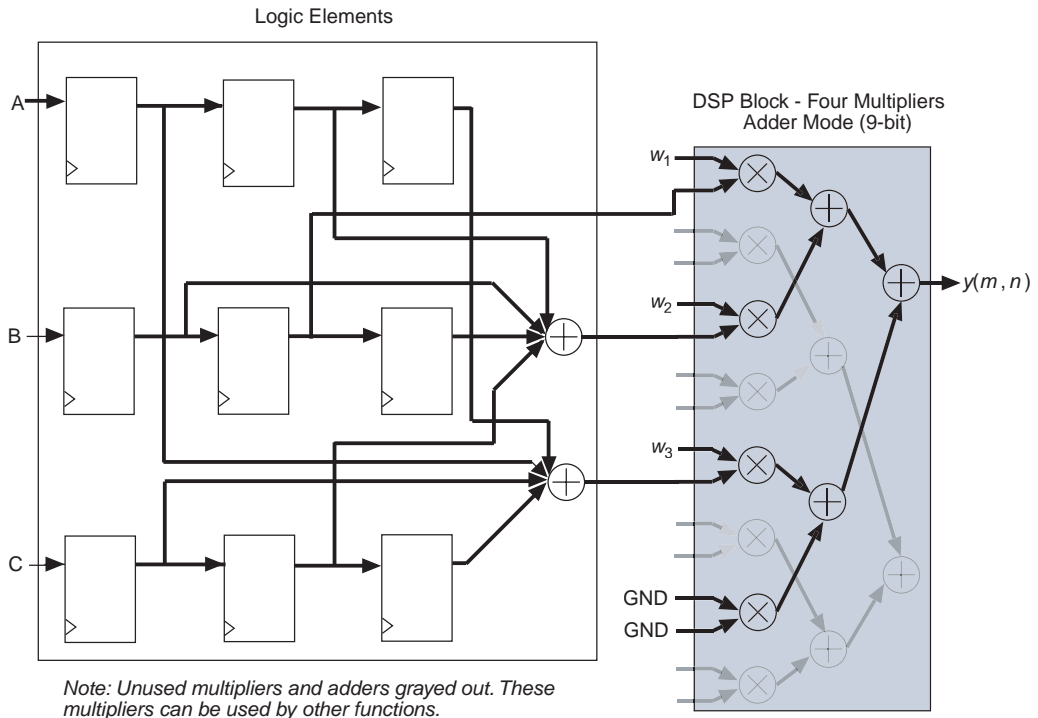 Logic Elements
A
B
C
DSP Block - Four Multipliers
Adder Mode (9-bit)
w1
w2
w3
GND
GND
y(m, n)
Note: Unused multipliers and adders grayed out. These
multipliers can be used by other functions.